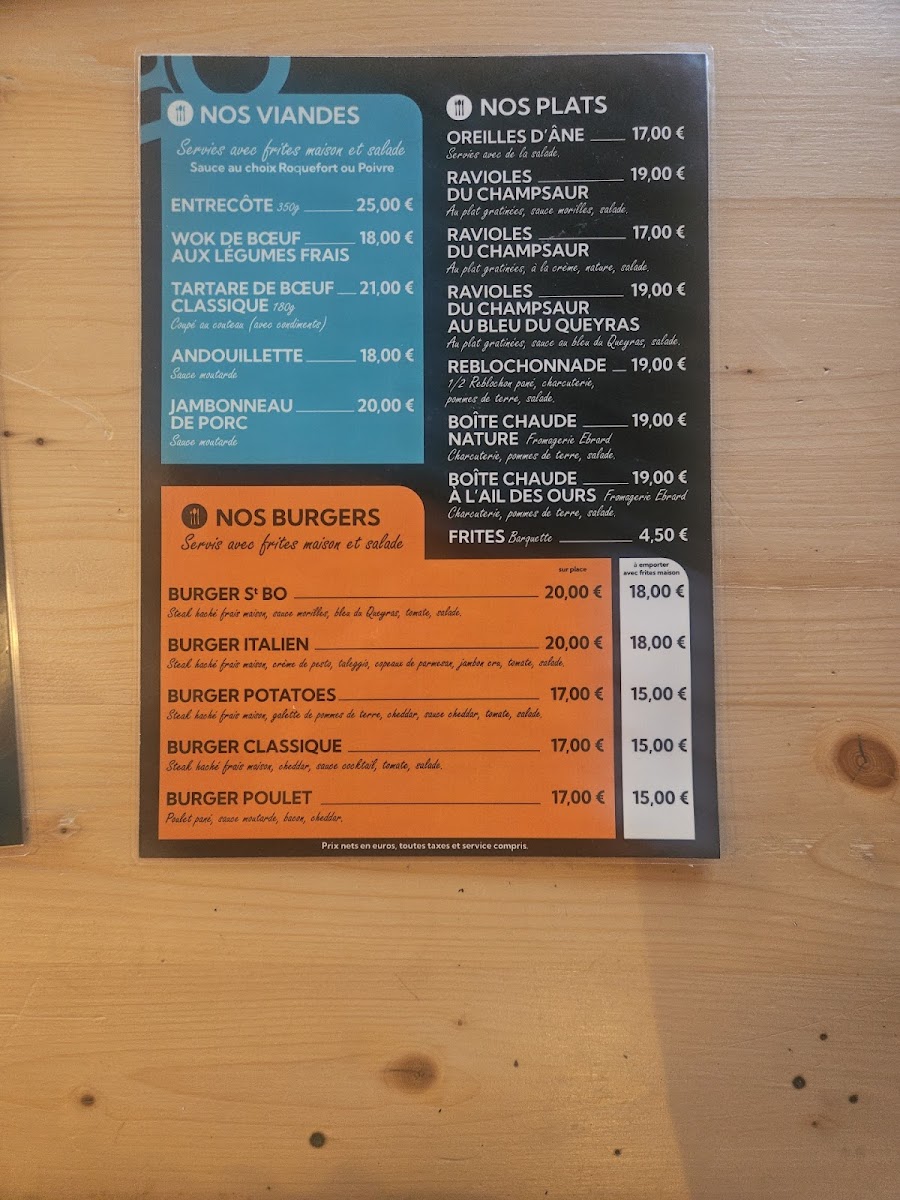 NOS VIANDES
Servies avec frites maison et salade
Sauce au choix Roquefort ou Poivre
ENTRECÔTE 350g 25,00 €
WOK DE BŒUF 18,00 €
AUX LÉGUMES FRAIS
TARTARE DE BŒUF 21,00 €
CLASSIQUE 180g
Coupé au couteau (avec condiments)
ANDOUILLETTE 18,00 €
Sauce moutarde
JAMBONNEAU 20,00 €
DE PORC
Sauce moutarde
NOS PLATS
OREILLES D'ÂNE 17,00 €
Servies avec de la salade.
RAVIOLES 19,00 €
DU CHAMPSAUR
Au plat gratinées, sauce morilles, salade.
RAVIOLES 17,00 €
DU CHAMPSAUR
Au plat gratinées, à la crème, nature, salade.
RAVIOLES 19,00 €
DU CHAMPSAUR
AU BLEU DU QUEYRAS
Au plat gratinées, sauce au bleu du Queyras, salade.
REBLOCHONNADE 19,00 €
1/2 Reblochon pané, charcuterie,
pommes de terre, salade.
BOÎTE CHAUDE 19,00 €
NATURE Fromagerie Ebrard
Charcuterie, pommes de terre, salade.
BOÎTE CHAUDE 19,00 €
À L'AIL DES OURS Fromagerie Ebrard
Charcuterie, pommes de terre, salade.
FRITES Barquette 4,50 €
NOS BURGERS
Servis avec frites maison et salade
sur place
à emporter
avec frites maison
BURGER St BO 20,00 € 18,00 €
Steak haché frais maison, sauce morilles, bleu du Queyras, tomate, salade.
BURGER ITALIEN 20,00 € 18,00 €
Steak haché frais maison, crème de pesto, taleggio, copeaux de parmesan, jambon cru, tomate, salade.
BURGER POTATOES 17,00 € 15,00 €
Steak haché frais maison, galette de pommes de terre, cheddar, sauce cheddar, tomate, salade.
BURGER CLASSIQUE 17,00 € 15,00 €
Steak haché frais maison, cheddar, sauce cocktail, tomate, salade.
BURGER POULET 17,00 € 15,00 €
Poulet pané, sauce moutarde, bacon, cheddar.
Prix nets en euros, toutes taxes et service compris.